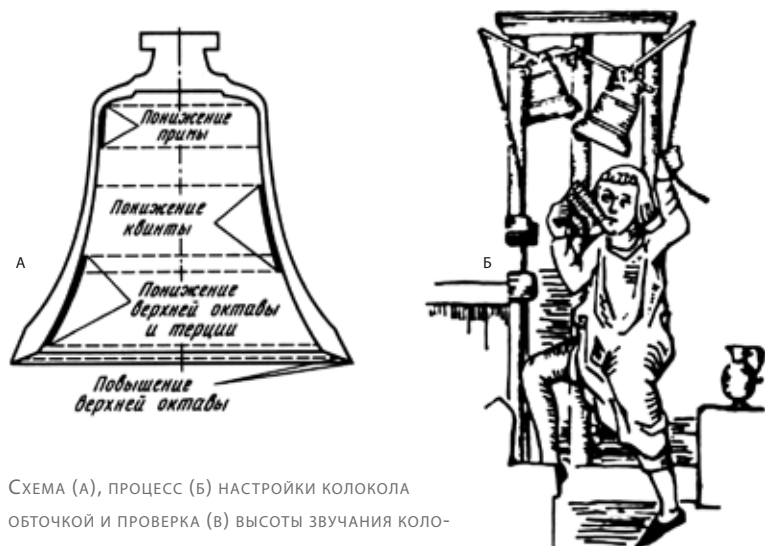 Понижение
примы
Понижение
квинты
А
Б
Понижение
верхней октавы
и терции
Повышение
верхней октавы
Схема (а), процесс (б) настройки колокола
обточкой и проверка (в) высоты звучания коло-